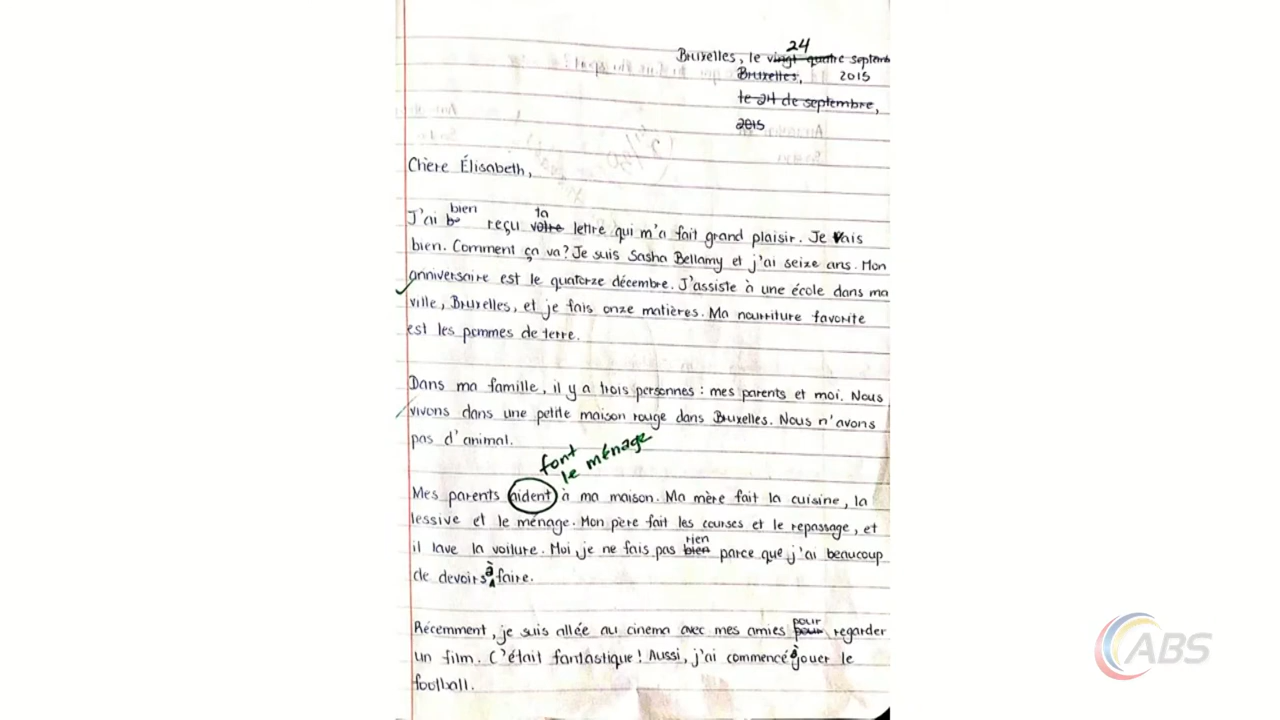 24
Bruxelles, le vingt quatre septemb
Bruxelles, 2015
le 24 de septembre,
2015
Chère Élisabeth,
bien la
J'ai be reçu votre lettre qui m'a fait grand plaisir. Je vais
bien. Comment ça va? Je suis Sasha Bellamy et j'ai seize ans. Mon
anniversaire est le quatorze décembre. J'assiste à une école dans ma
ville, Bruxelles, et je fais onze matières. Ma nourriture favorite
est les pommes de terre.
Dans ma famille, il y a trois personnes : mes parents et moi. Nous
vivons dans une petite maison rouge dans Bruxelles. Nous n'avons
pas d'animal.
font
le ménage
Mes parents aident à ma maison. Ma mère fait la cuisine, la
lessive et le ménage. Mon père fait les courses et le repassage, et
rien
il lave la voiture. Moi, je ne fais pas bien parce que j'ai beaucoup
de devoirs à faire.
pour
Récemment, je suis allée au cinema avec mes amies pour regarder
un film. C'était fantastique! Aussi, j'ai commencé à jouer le
football.
ABS